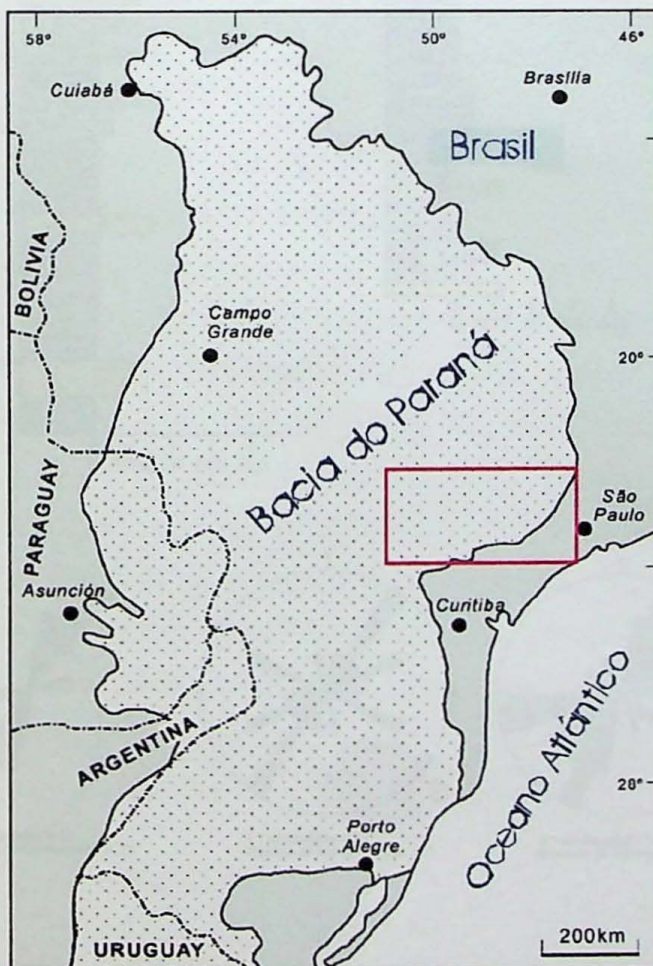 58°
54°
50°
46°
Cuiabá
Brasília
Brasil
BOLIVIA
Campo
Grande
20°
Bacia do Paraná
PARAGUAY
São
Paulo
Asunción
Curitiba
ARGENTINA
Oceano Atlántico
28°
Porto
Alegre.
URUGUAY
200km